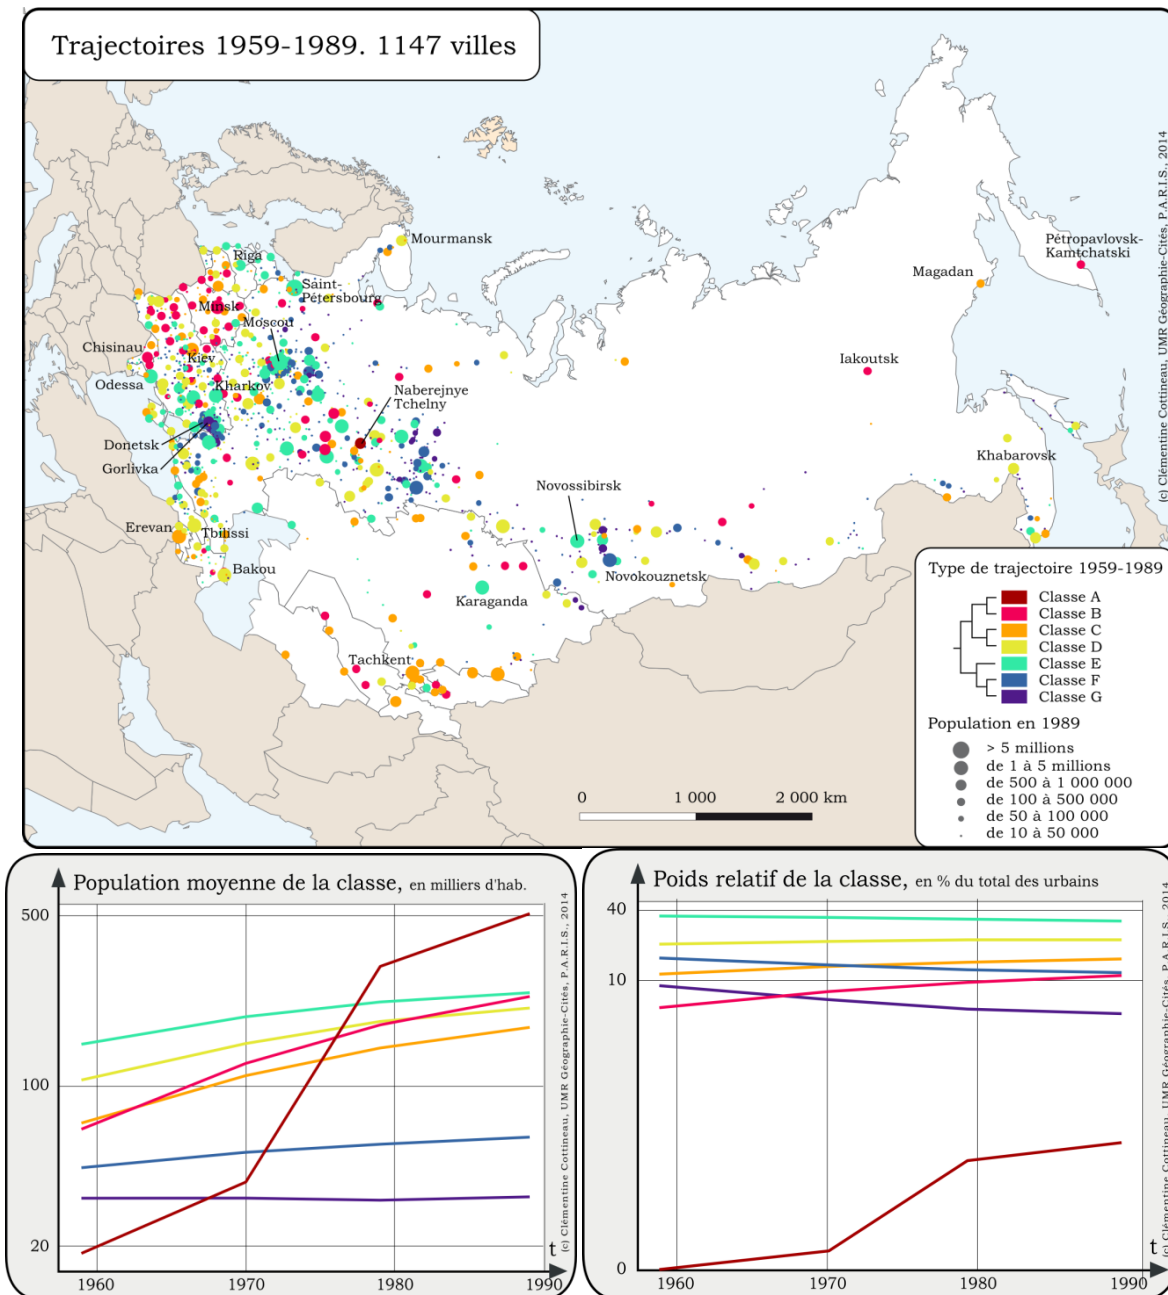 Trajectoires 1959-1989. 1147 villes
(c) Clémentine Cottineau, UMR Géographie-Cités, P.A.R.I.S., 2014
Mourmansk
Pétropavlovsk-
Kamtchatski
Riga
Magadan
Saint-
Pétersbourg
Minsk
Moscou
Chisinau
Kiev
Iakoutsk
Odessa
Kharkov
Naberejnye
Tchelny
Donetsk
Gorlivka
Khabarovsk
Novossibirsk
Erevan
Tbilissi
Bakou
Novokouznetsk
Karaganda
Tachkent
Type de trajectoire 1959-1989
Classe A
Classe B
Classe C
Classe D
Classe E
Classe F
Classe G
Population en 1989
> 5 millions
de 1 à 5 millions
de 500 à 1 000 000
de 100 à 500 000
de 50 à 100 000
de 10 à 50 000
0 1 000 2 000 km
Population moyenne de la classe, en milliers d'hab.
500
100
20
t
1960 1970 1980 1990
(c) Clémentine Cottineau, UMR Géographie-Cités, P.A.R.I.S., 2014
Poids relatif de la classe, en % du total des urbains
40
10
0
t
1960 1970 1980 1990
(c) Clémentine Cottineau, UMR Géographie-Cités, P.A.R.I.S., 2014